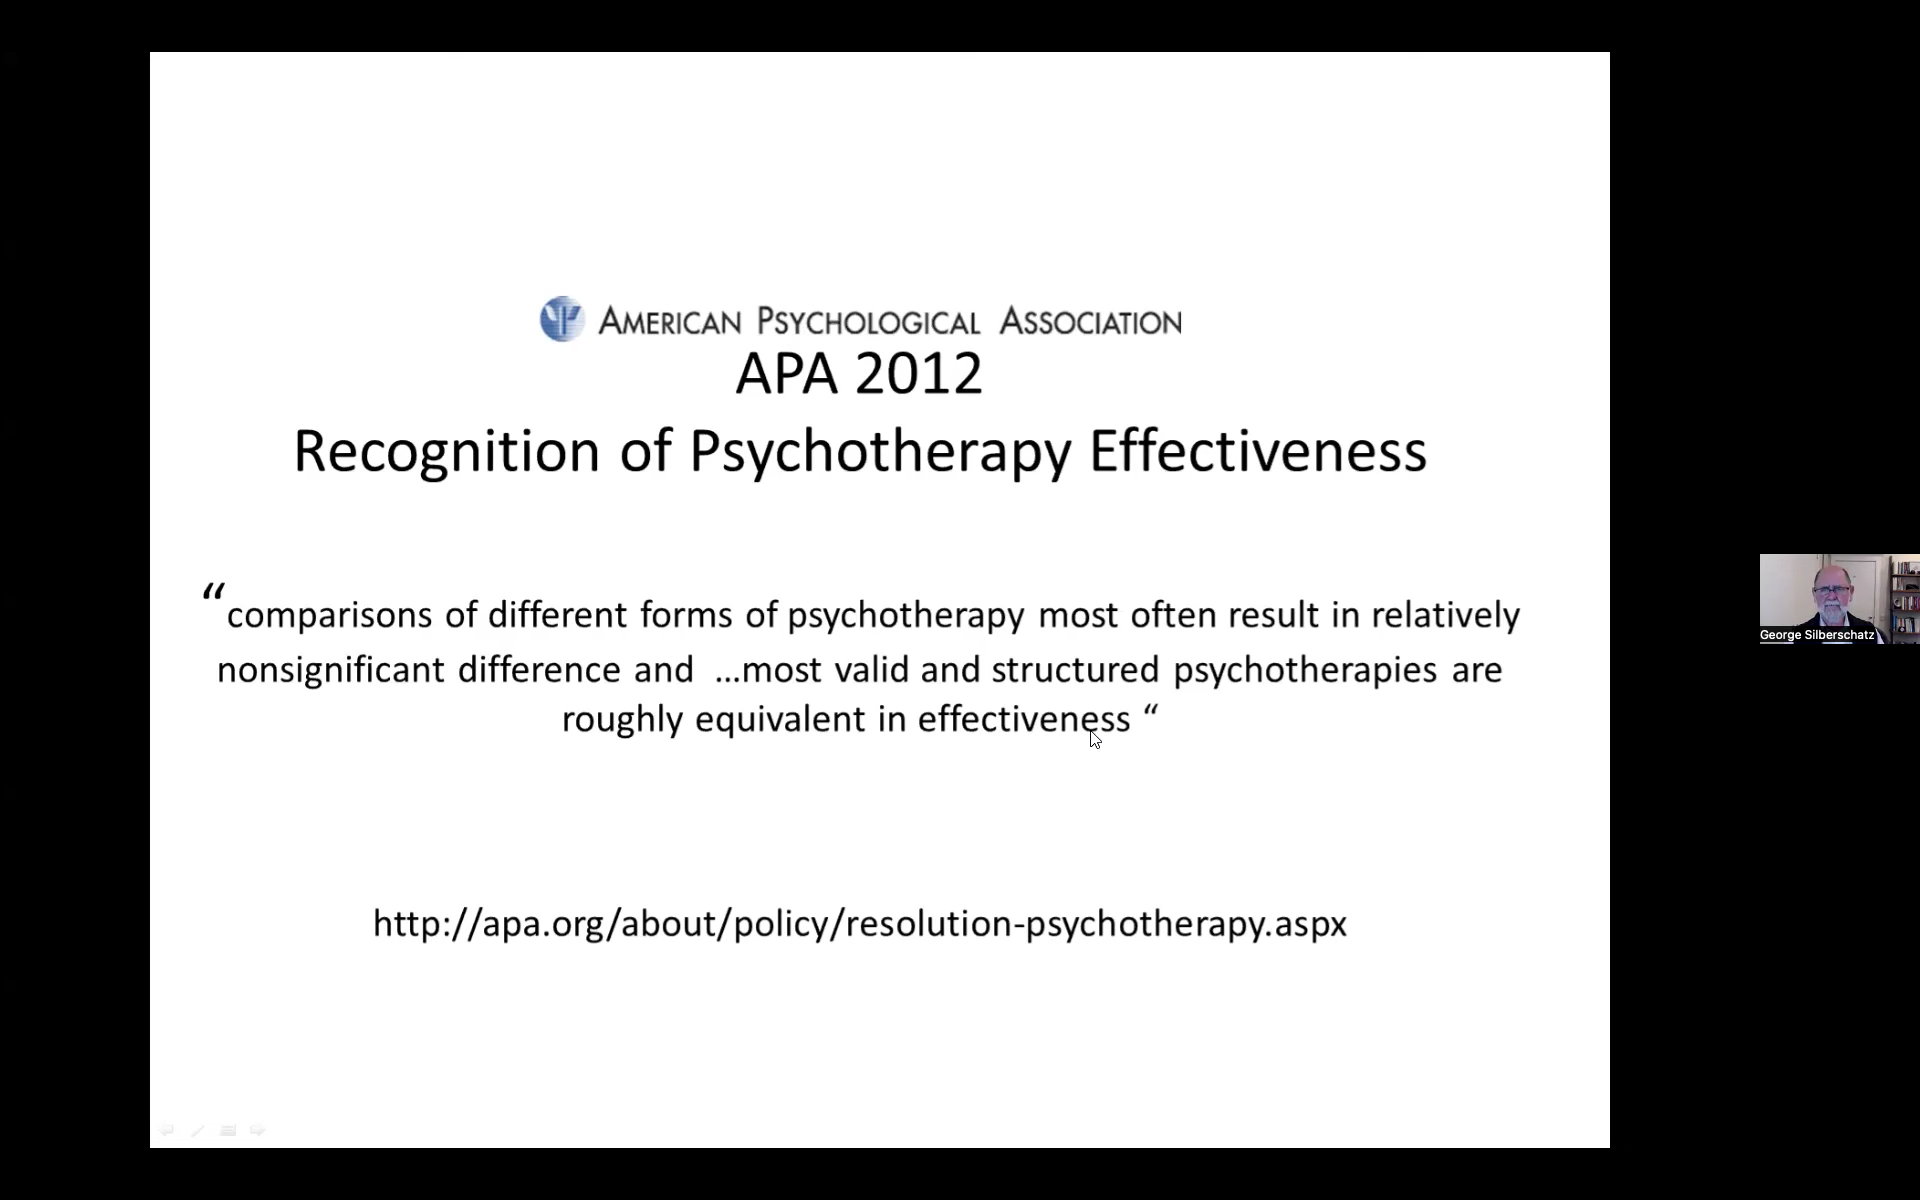 AMERICAN PSYCHOLOGICAL ASSOCIATION
APA 2012
Recognition of Psychotherapy Effectiveness
“comparisons of different forms of psychotherapy most often result in relatively
nonsignificant difference and ...most valid and structured psychotherapies are
roughly equivalent in effectiveness “
George Silberschatz
http://apa.org/about/policy/resolution-psychotherapy.aspx